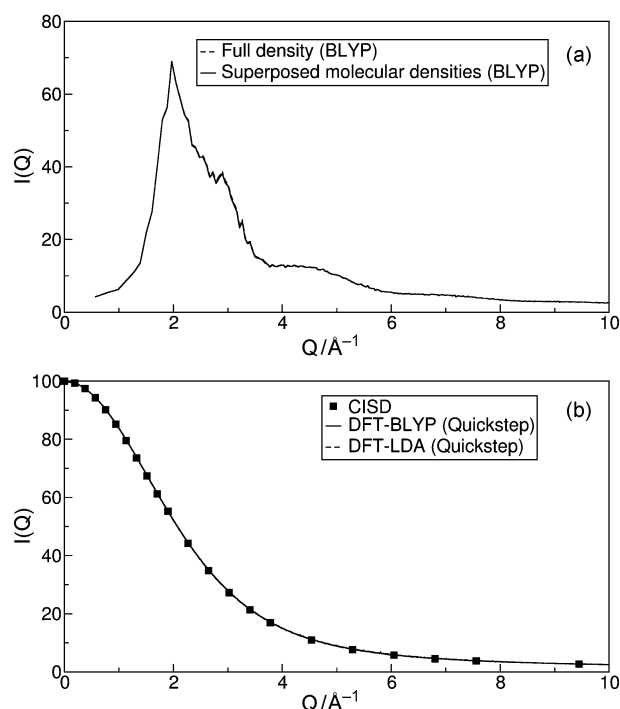 80
60
40
20
0
I(Q)
Full density (BLYP)
Superposed molecular densities (BLYP)
(a)
0 2 4 6 8 10
Q/Å⁻¹
100
80
60
40
20
0
I(Q)
CISD
DFT-BLYP (Quickstep)
DFT-LDA (Quickstep)
(b)
0 2 4 6 8 10
Q/Å⁻¹